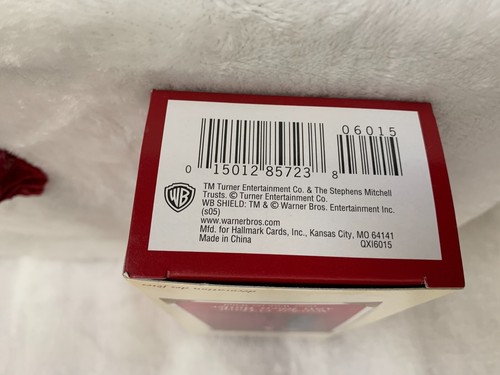 06015
0 15012 85723 8
WB
TM Turner Entertainment Co. & The Stephens Mitchell
Trusts. © Turner Entertainment Co.
WB SHIELD: TM & © Warner Bros. Entertainment Inc.
(s05)
www.warnerbros.com
Mfd. for Hallmark Cards, Inc., Kansas City, MO 64141
Made in China QXI6015